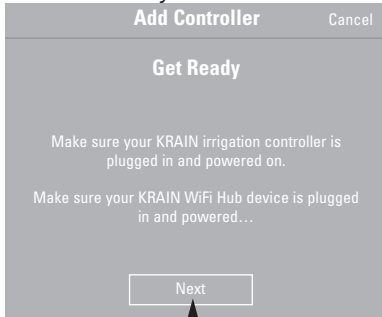 Add Controller Cancel
Get Ready
Make sure your KRAIN irrigation controller is
plugged in and powered on.
Make sure your KRAIN WiFi Hub device is plugged
in and powered…
Next